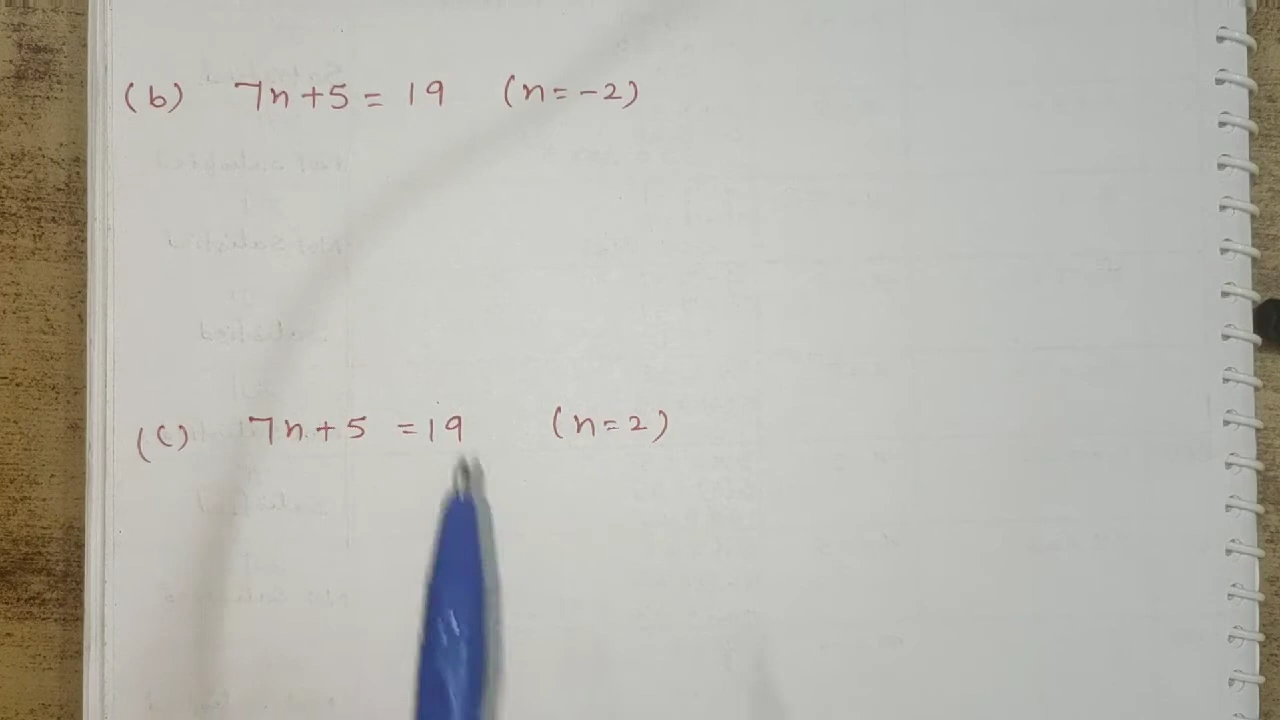 (b) 7n+5 = 19 (n=-2)
(c) 7n+5 =19 (n=2)